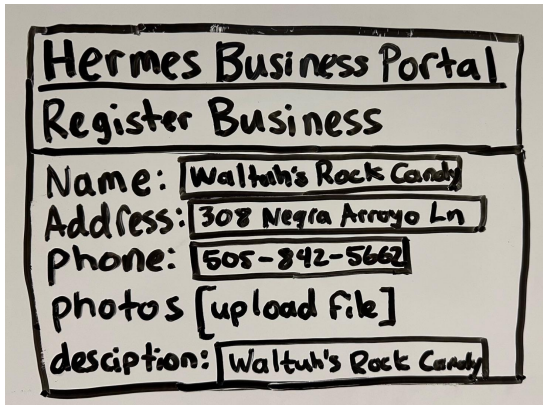 Hermes Business Portal
Register Business
Name: Waltuh's Rock Candy
Address: 308 Negra Arroyo Ln
phone: 505-842-5662
photos [upload file]
desciption: Waltuh's Rock Candy